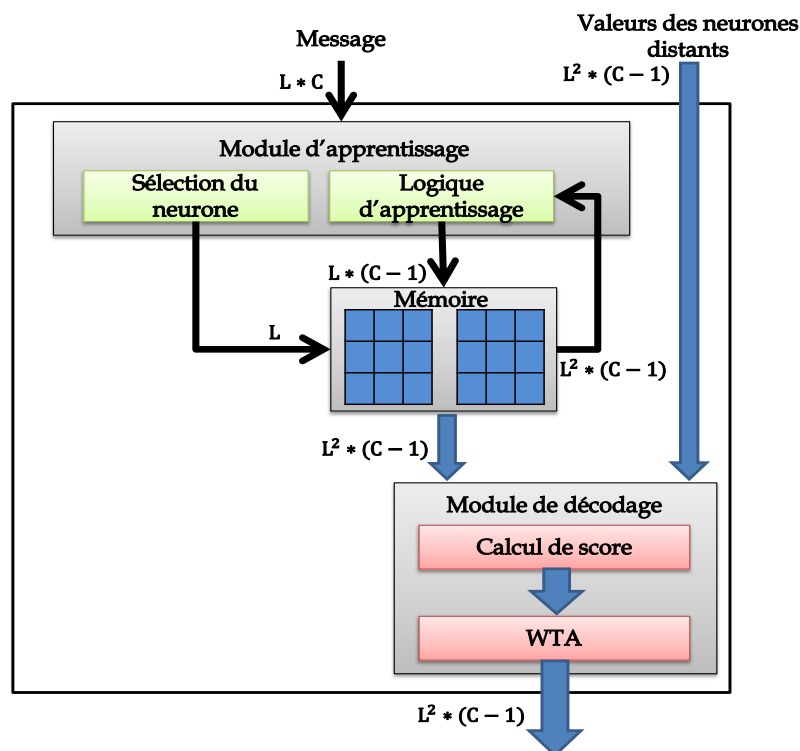 Message
Valeurs des neurones
distants
L ∗ C
L² ∗ (C − 1)
Module d'apprentissage
Sélection du
neurone
Logique
d'apprentissage
L ∗ (C − 1)
Mémoire
L
L² ∗ (C − 1)
L² ∗ (C − 1)
Module de décodage
Calcul de score
WTA
L² ∗ (C − 1)